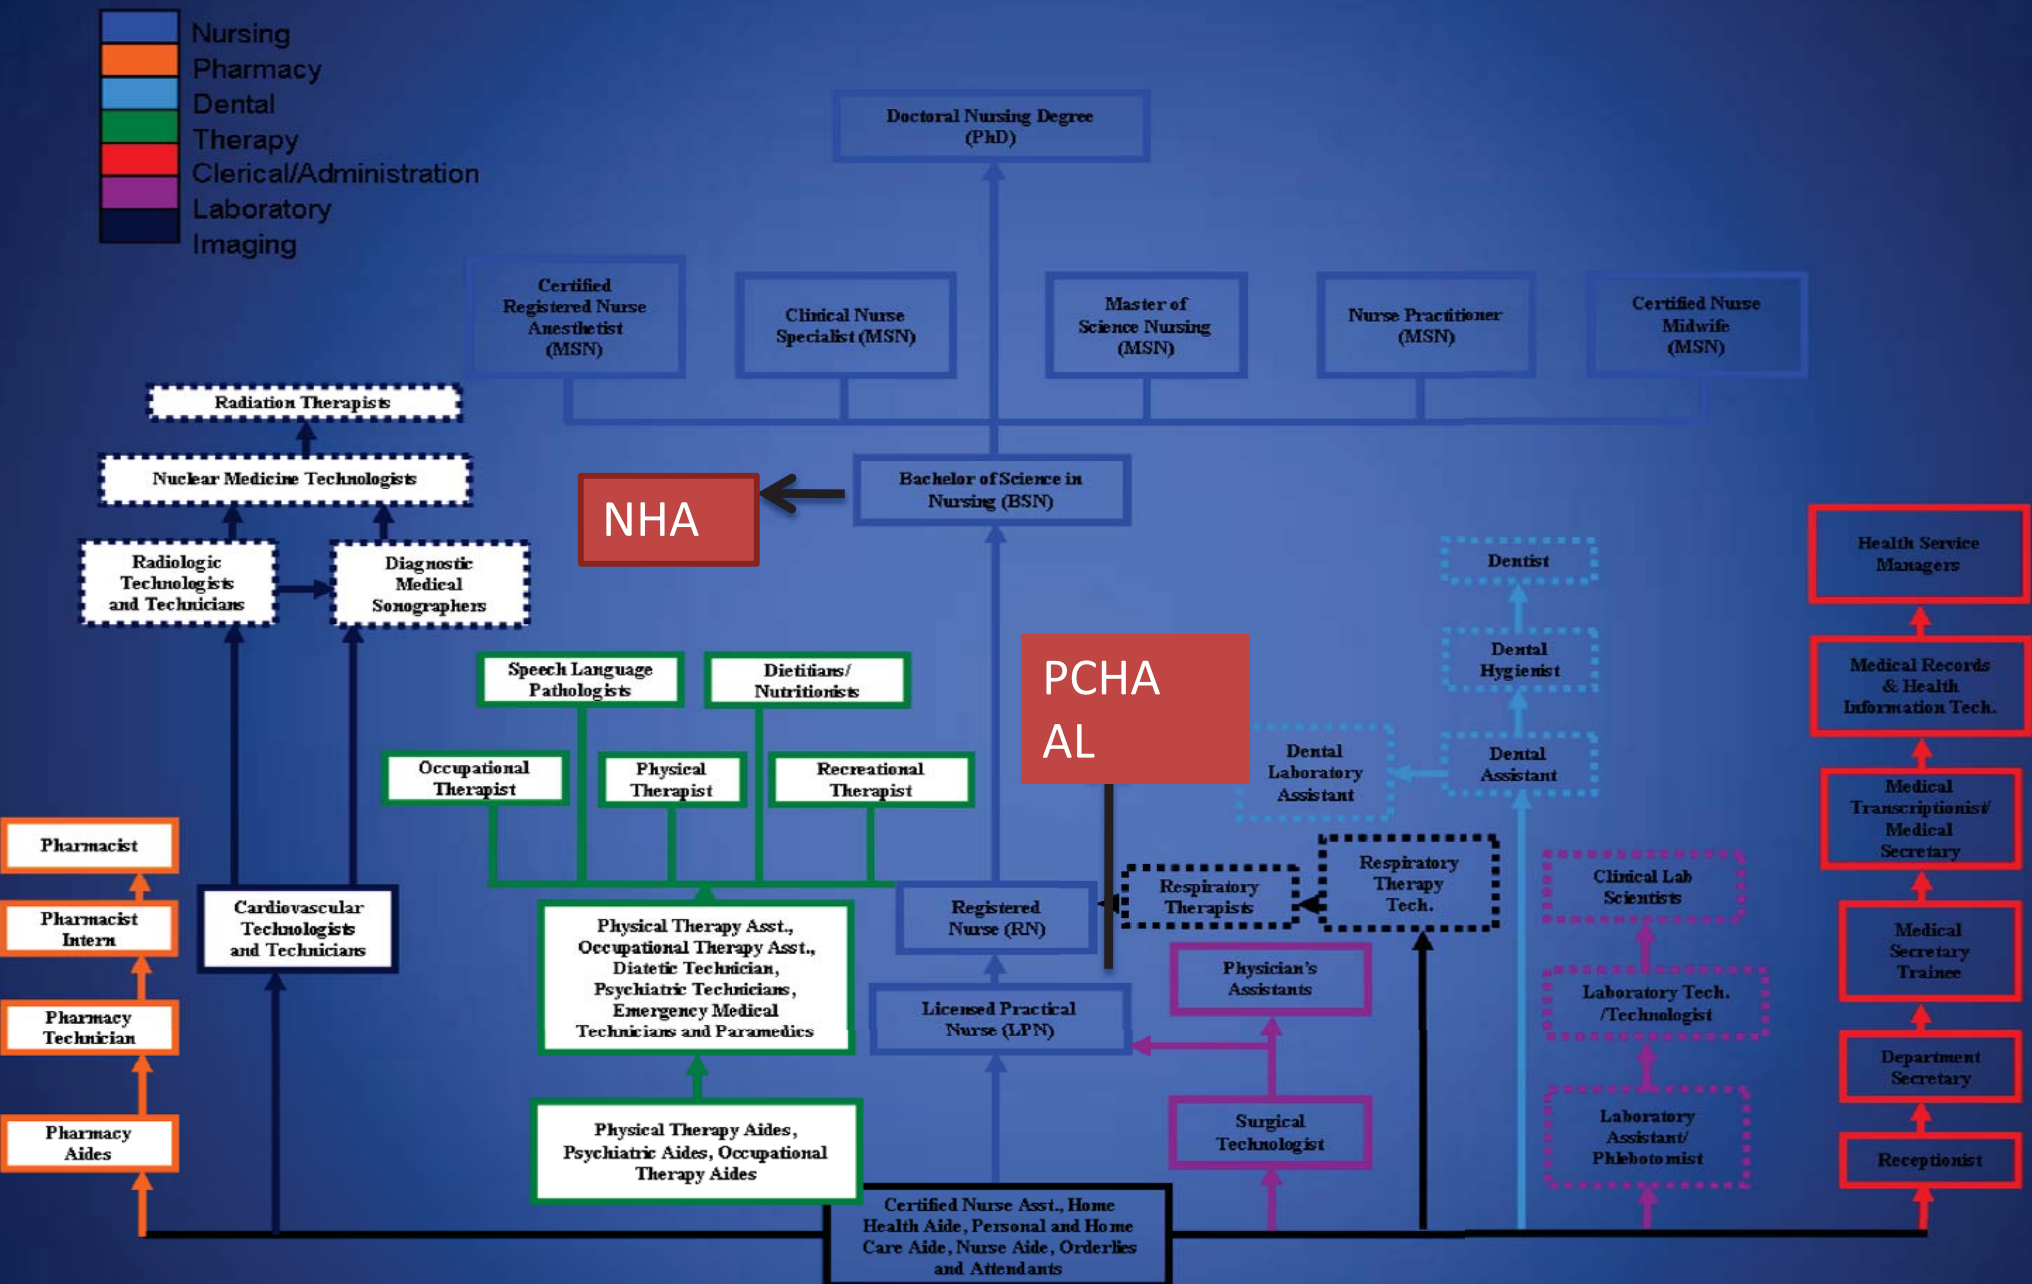 Nursing
Pharmacy
Dental
Therapy
Clerical/Administration
Laboratory
Imaging
Doctoral Nursing Degree
(PhD)
Certified
Registered Nurse
Anesthetist
(MSN)
Clinical Nurse
Specialist (MSN)
Master of
Science Nursing
(MSN)
Nurse Practitioner
(MSN)
Certified Nurse
Midwife
(MSN)
Radiation Therapists
Nuclear Medicine Technologists
Radiologic
Technologists
and Technicians
Diagnostic
Medical
Sonographers
NHA
Bachelor of Science in
Nursing (BSN)
Dentist
Health Service
Managers
Speech Language
Pathologists
Dietitians/
Nutritionists
PCHA
AL
Dental
Hygienist
Medical Records
& Health
Information Tech.
Occupational
Therapist
Physical
Therapist
Recreational
Therapist
Dental
Laboratory
Assistant
Dental
Assistant
Medical
Transcriptionist/
Medical
Secretary
Pharmacist
Pharmacist
Intern
Cardiovascular
Technologists
and Technicians
Physical Therapy Asst.,
Occupational Therapy Asst.,
Diatetic Technician,
Psychiatric Technicians,
Emergency Medical
Technicians and Paramedics
Registered
Nurse (RN)
Respiratory
Therapists
Respiratory
Therapy
Tech.
Clinical Lab
Scientists
Medical
Secretary
Trainee
Pharmacy
Technician
Licensed Practical
Nurse (LPN)
Physician's
Assistants
Laboratory Tech.
/Technologist
Department
Secretary
Pharmacy
Aides
Physical Therapy Aides,
Psychiatric Aides, Occupational
Therapy Aides
Surgical
Technologist
Laboratory
Assistant/
Phlebotomist
Receptionist
Certified Nurse Asst., Home
Health Aide, Personal and Home
Care Aide, Nurse Aide, Orderlies
and Attendants